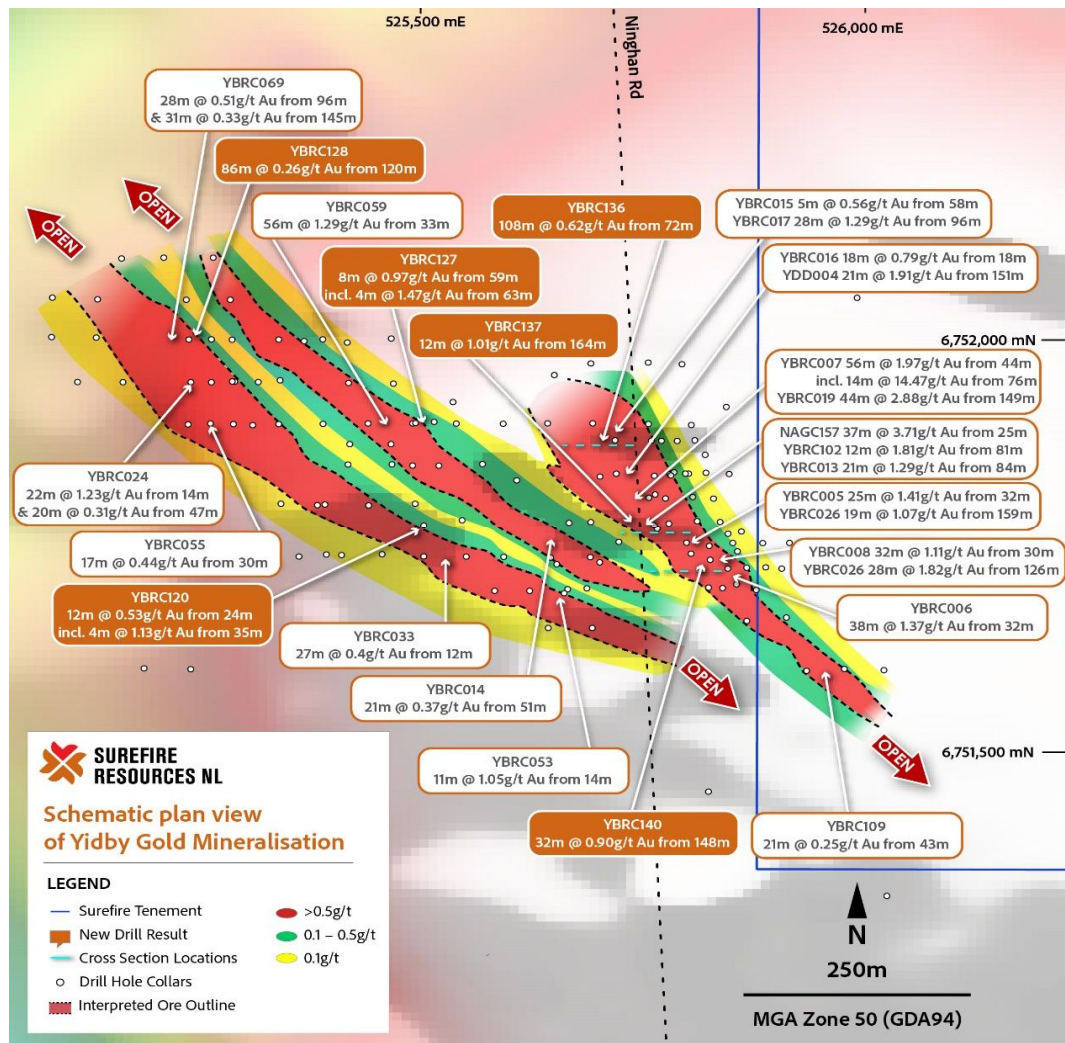 525,500 mE
526,000 mE
Ninghan Rd
YBRC069
28m @ 0.51g/t Au from 96m
& 31m @ 0.33g/t Au from 145m
YBRC128
86m @ 0.26g/t Au from 120m
OPEN
OPEN
YBRC059
56m @ 1.29g/t Au from 33m
YBRC136
108m @ 0.62g/t Au from 72m
YBRC015 5m @ 0.56g/t Au from 58m
YBRC017 28m @ 1.29g/t Au from 96m
YBRC127
8m @ 0.97g/t Au from 59m
incl. 4m @ 1.47g/t Au from 63m
YBRC016 18m @ 0.79g/t Au from 18m
YDD004 21m @ 1.91g/t Au from 151m
YBRC137
12m @ 1.01g/t Au from 164m
6,752,000 mN
YBRC007 56m @ 1.97g/t Au from 44m
incl. 14m @ 14.47g/t Au from 76m
YBRC019 44m @ 2.88g/t Au from 149m
NAGC157 37m @ 3.71g/t Au from 25m
YBRC102 12m @ 1.81g/t Au from 81m
YBRC013 21m @ 1.29g/t Au from 84m
YBRC024
22m @ 1.23g/t Au from 14m
& 20m @ 0.31g/t Au from 47m
YBRC005 25m @ 1.41g/t Au from 32m
YBRC026 19m @ 1.07g/t Au from 159m
YBRC055
17m @ 0.44g/t Au from 30m
YBRC008 32m @ 1.11g/t Au from 30m
YBRC026 28m @ 1.82g/t Au from 126m
YBRC120
12m @ 0.53g/t Au from 24m
incl. 4m @ 1.13g/t Au from 35m
YBRC006
38m @ 1.37g/t Au from 32m
YBRC033
27m @ 0.4g/t Au from 12m
OPEN
YBRC014
21m @ 0.37g/t Au from 51m
6,751,500 mN
OPEN
YBRC053
11m @ 1.05g/t Au from 14m
YBRC140
32m @ 0.90g/t Au from 148m
YBRC109
21m @ 0.25g/t Au from 43m
SUREFIRE
RESOURCES NL
Schematic plan view
of Yidby Gold Mineralisation
LEGEND
Surefire Tenement
New Drill Result
Cross Section Locations
Drill Hole Collars
Interpreted Ore Outline
>0.5g/t
0.1 – 0.5g/t
0.1g/t
N
250m
MGA Zone 50 (GDA94)